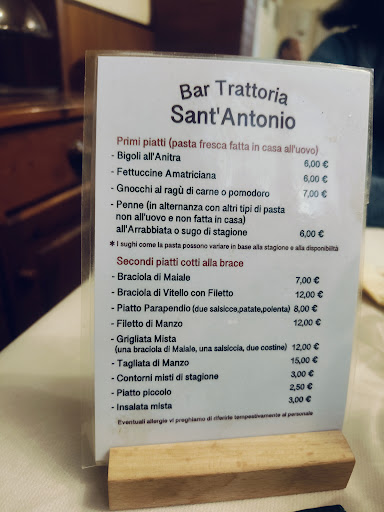 Bar Trattoria
Sant'Antonio
Primi piatti (pasta fresca fatta in casa all'uovo)
- Bigoli all'Anitra 6,00 €
- Fettuccine Amatriciana 6,00 €
- Gnocchi al ragù di carne o pomodoro 7,00 €
- Penne (in alternanza con altri tipi di pasta
non all'uovo e non fatta in casa)
all'Arrabbiata o sugo di stagione 6,00 €
* I sughi come la pasta possono variare in base alla stagione e alla disponibilità
Secondi piatti cotti alla brace
- Braciola di Maiale 7,00 €
- Braciola di Vitello con Filetto 12,00 €
- Piatto Parapendio (due salsicce,patate,polenta) 8,00 €
- Filetto di Manzo 12,00 €
- Grigliata Mista
(una braciola di Maiale, una salsiccia, due costine) 12,00 €
- Tagliata di Manzo 15,00 €
- Contorni misti di stagione 3,00 €
- Piatto piccolo 2,50 €
- Insalata mista 3,00 €
Eventuali allergie vi preghiamo di riferirle tempestivamente al personale